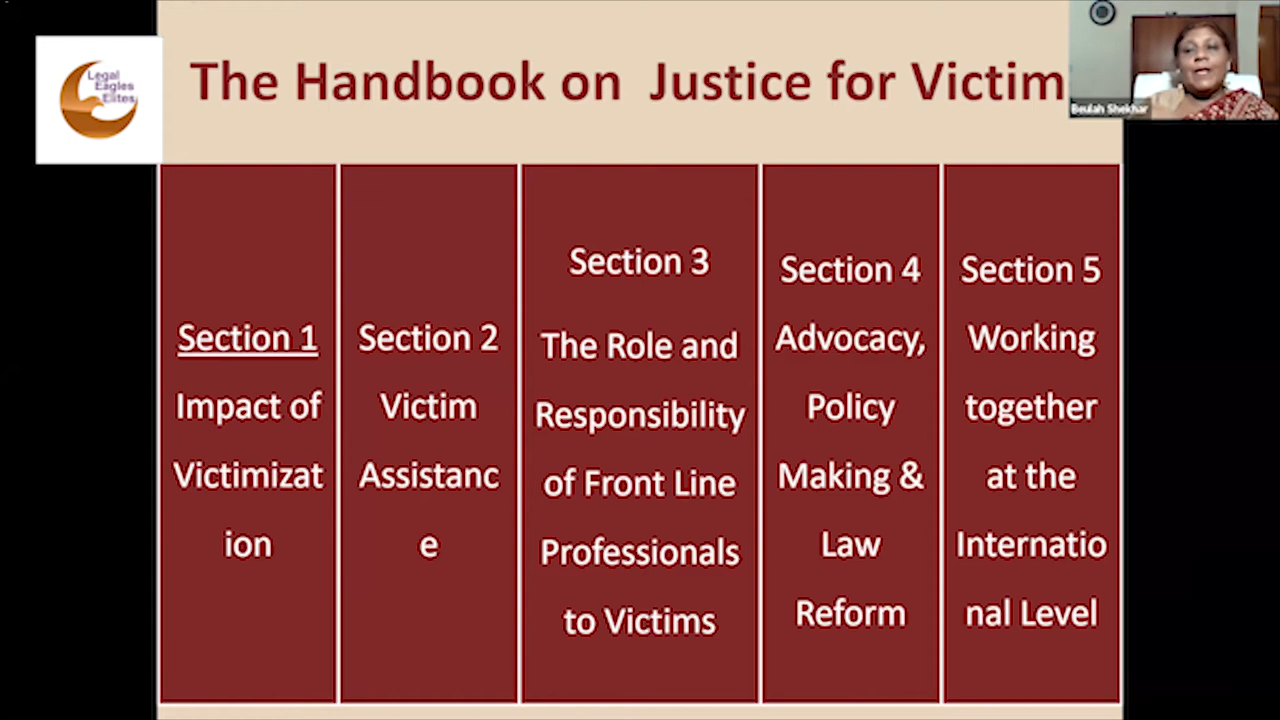 Legal
Eagles
Elites
The Handbook on Justice for Victim
Beulah Shekhar
Section 1
Impact of
Victimizat
ion
Section 2
Victim
Assistanc
e
Section 3
The Role and
Responsibility
of Front Line
Professionals
to Victims
Section 4
Advocacy,
Policy
Making &
Law
Reform
Section 5
Working
together
at the
Internatio
nal Level